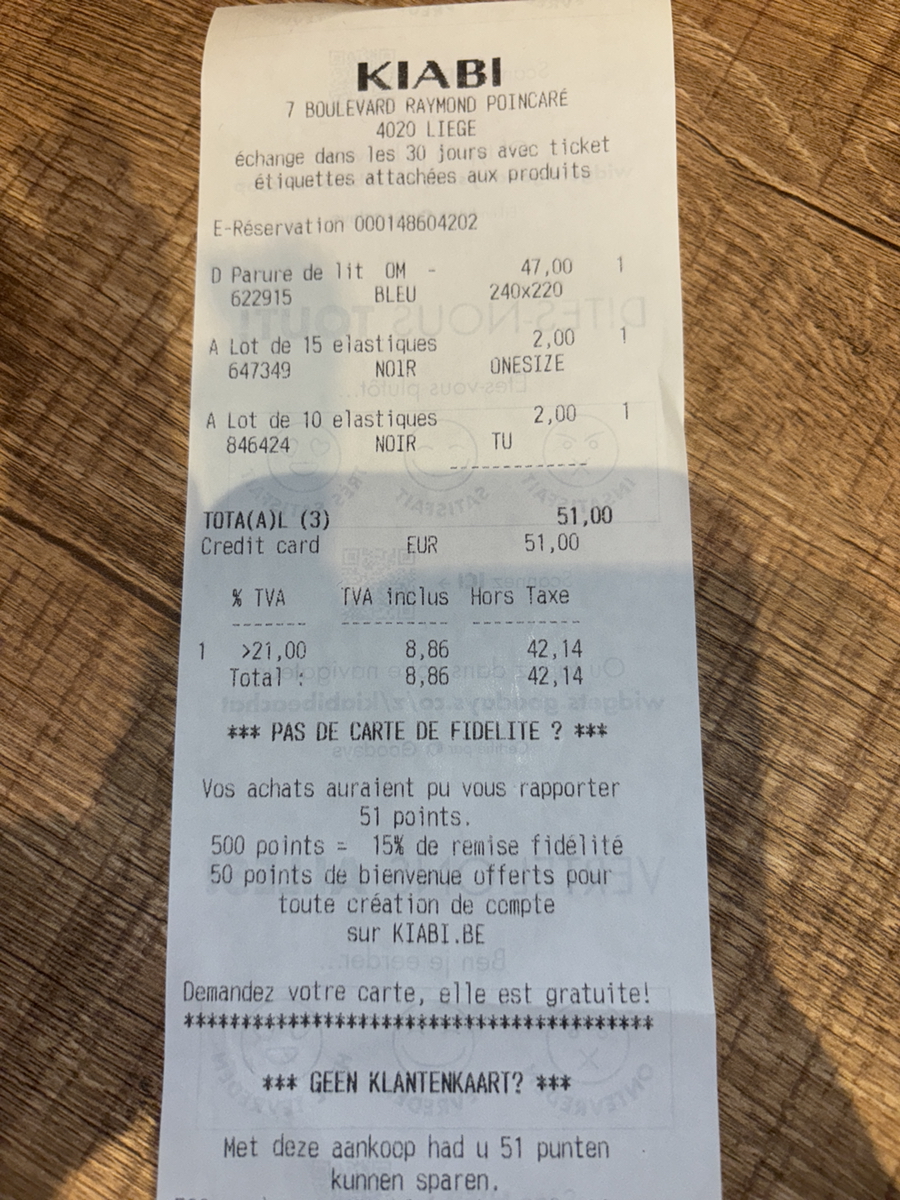 KIABI
7 BOULEVARD RAYMOND POINCARÉ
4020 LIEGE
échange dans les 30 jours avec ticket
étiquettes attachées aux produits
E-Réservation 000148604202
D Parure de lit OM - 47,00 1
622915 BLEU 240x220
A Lot de 15 elastiques 2,00 1
647349 NOIR ONESIZE
A Lot de 10 elastiques 2,00 1
846424 NOIR TU
------------
TOTA(A)L (3) 51,00
Credit card EUR 51,00
% TVA TVA inclus Hors Taxe
------- ---------- ----------
1 >21,00 8,86 42,14
Total : 8,86 42,14
*** PAS DE CARTE DE FIDELITE ? ***
Vos achats auraient pu vous rapporter
51 points.
500 points = 15% de remise fidélité
50 points de bienvenue offerts pour
toute création de compte
sur KIABI.BE
Demandez votre carte, elle est gratuite!
****************************************
*** GEEN KLANTENKAART? ***
Met deze aankoop had u 51 punten
kunnen sparen.